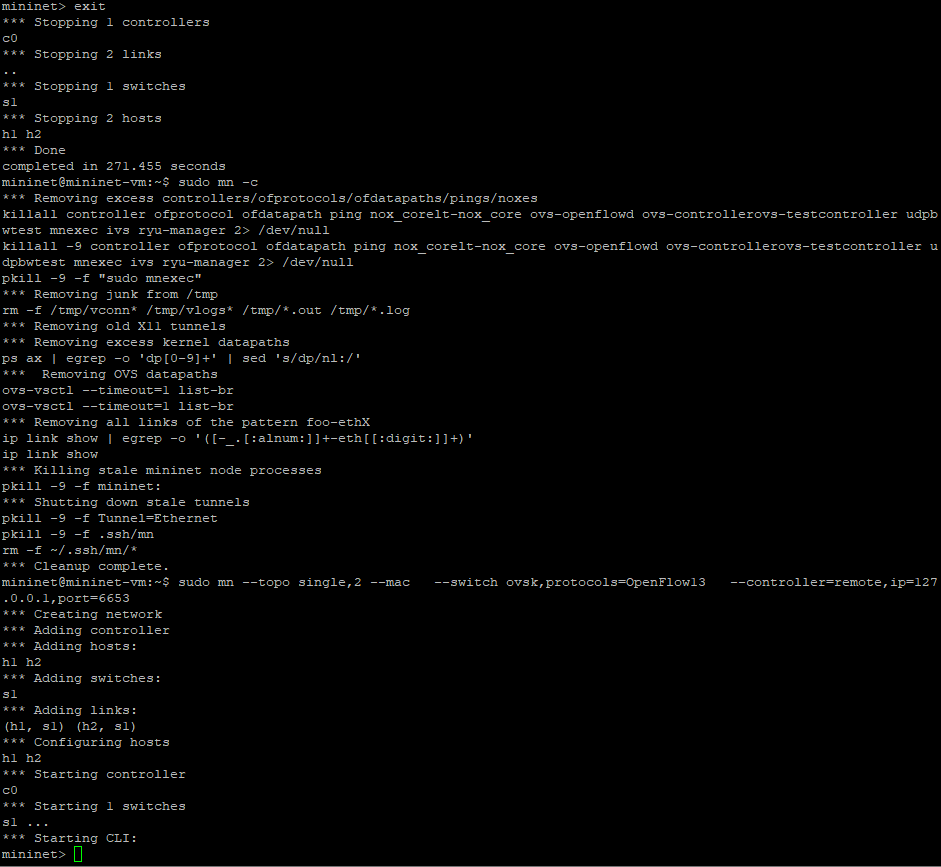 mininet> exit
*** Stopping 1 controllers
c0
*** Stopping 2 links
..
*** Stopping 1 switches
s1
*** Stopping 2 hosts
h1 h2
*** Done
completed in 271.455 seconds
mininet@mininet-vm:~$ sudo mn -c
*** Removing excess controllers/ofprotocols/ofdatapaths/pings/noxes
killall controller ofprotocol ofdatapath ping nox_corelt-nox_core ovs-openflowd ovs-controllerovs-testcontroller udpb
wtest mnexec ivs ryu-manager 2> /dev/null
killall -9 controller ofprotocol ofdatapath ping nox_corelt-nox_core ovs-openflowd ovs-controllerovs-testcontroller u
dpbwtest mnexec ivs ryu-manager 2> /dev/null
pkill -9 -f "sudo mnexec"
*** Removing junk from /tmp
rm -f /tmp/vconn* /tmp/vlogs* /tmp/*.out /tmp/*.log
*** Removing old X11 tunnels
*** Removing excess kernel datapaths
ps ax | egrep -o 'dp[0-9]+' | sed 's/dp/nl:/'
***  Removing OVS datapaths
ovs-vsctl --timeout=1 list-br
ovs-vsctl --timeout=1 list-br
*** Removing all links of the pattern foo-ethX
ip link show | egrep -o '([-_.[:alnum:]]+-eth[[:digit:]]+)'
ip link show
*** Killing stale mininet node processes
pkill -9 -f mininet:
*** Shutting down stale tunnels
pkill -9 -f Tunnel=Ethernet
pkill -9 -f .ssh/mn
rm -f ~/.ssh/mn/*
*** Cleanup complete.
mininet@mininet-vm:~$ sudo mn --topo single,2 --mac   --switch ovsk,protocols=OpenFlow13   --controller=remote,ip=127
.0.0.1,port=6653
*** Creating network
*** Adding controller
*** Adding hosts:
h1 h2
*** Adding switches:
s1
*** Adding links:
(h1, s1) (h2, s1)
*** Configuring hosts
h1 h2
*** Starting controller
c0
*** Starting 1 switches
s1 ...
*** Starting CLI:
mininet>